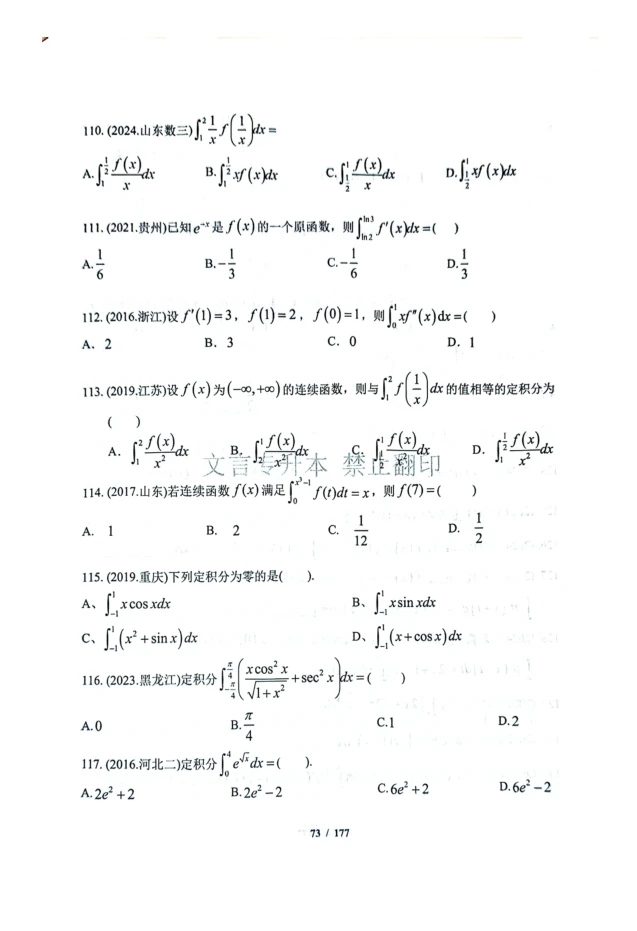 110. (2024.山东数三)∫₁² (1/x) f(1/x) dx =
A. ∫₁^{1/2} f(x)/x dx B. ∫₁^{1/2} xf(x)dx C. ∫_{1/2}¹ f(x)/x dx D. ∫_{1/2}¹ xf(x)dx
111. (2021.贵州)已知 e⁻ˣ 是 f(x) 的一个原函数，则 ∫_{ln2}^{ln3} f′(x)dx =( )
A. 1/6 B. −1/3 C. −1/6 D. 1/3
112. (2016.浙江)设 f′(1)=3，f(1)=2，f(0)=1，则 ∫₀¹ xf″(x)dx =( )
A．2 B．3 C．0 D．1
113. (2019.江苏)设 f(x) 为 (−∞,+∞) 的连续函数，则与 ∫₁² f(1/x) dx 的值相等的定积分为
( )
A．∫₁² f(x)/x² dx B．∫₂¹ f(x)/x² dx C．∫_{1/2}¹ f(x)/x² dx D．∫₁^{1/2} f(x)/x² dx
文言专升本 禁止翻印
114. (2017.山东)若连续函数 f(x) 满足 ∫₀^{x³−1} f(t)dt = x，则 f(7)=( )
A. 1 B. 2 C. 1/12 D. 1/2
115. (2019.重庆)下列定积分为零的是( ).
A、∫₋₁¹ x cos xdx B、∫₋₁¹ x sin xdx
C、∫₋₁¹ (x² + sin x)dx D、∫₋₁¹ (x + cos x)dx
116. (2023.黑龙江)定积分 ∫_{−π/4}^{π/4} (x cos² x/√(1+x²) + sec² x)dx =( )
A.0 B. π/4 C.1 D.2
117. (2016.河北二)定积分 ∫₀⁴ e^{√x}dx =( ).
A. 2e² + 2 B. 2e² − 2 C. 6e² + 2 D. 6e² − 2
73 / 177